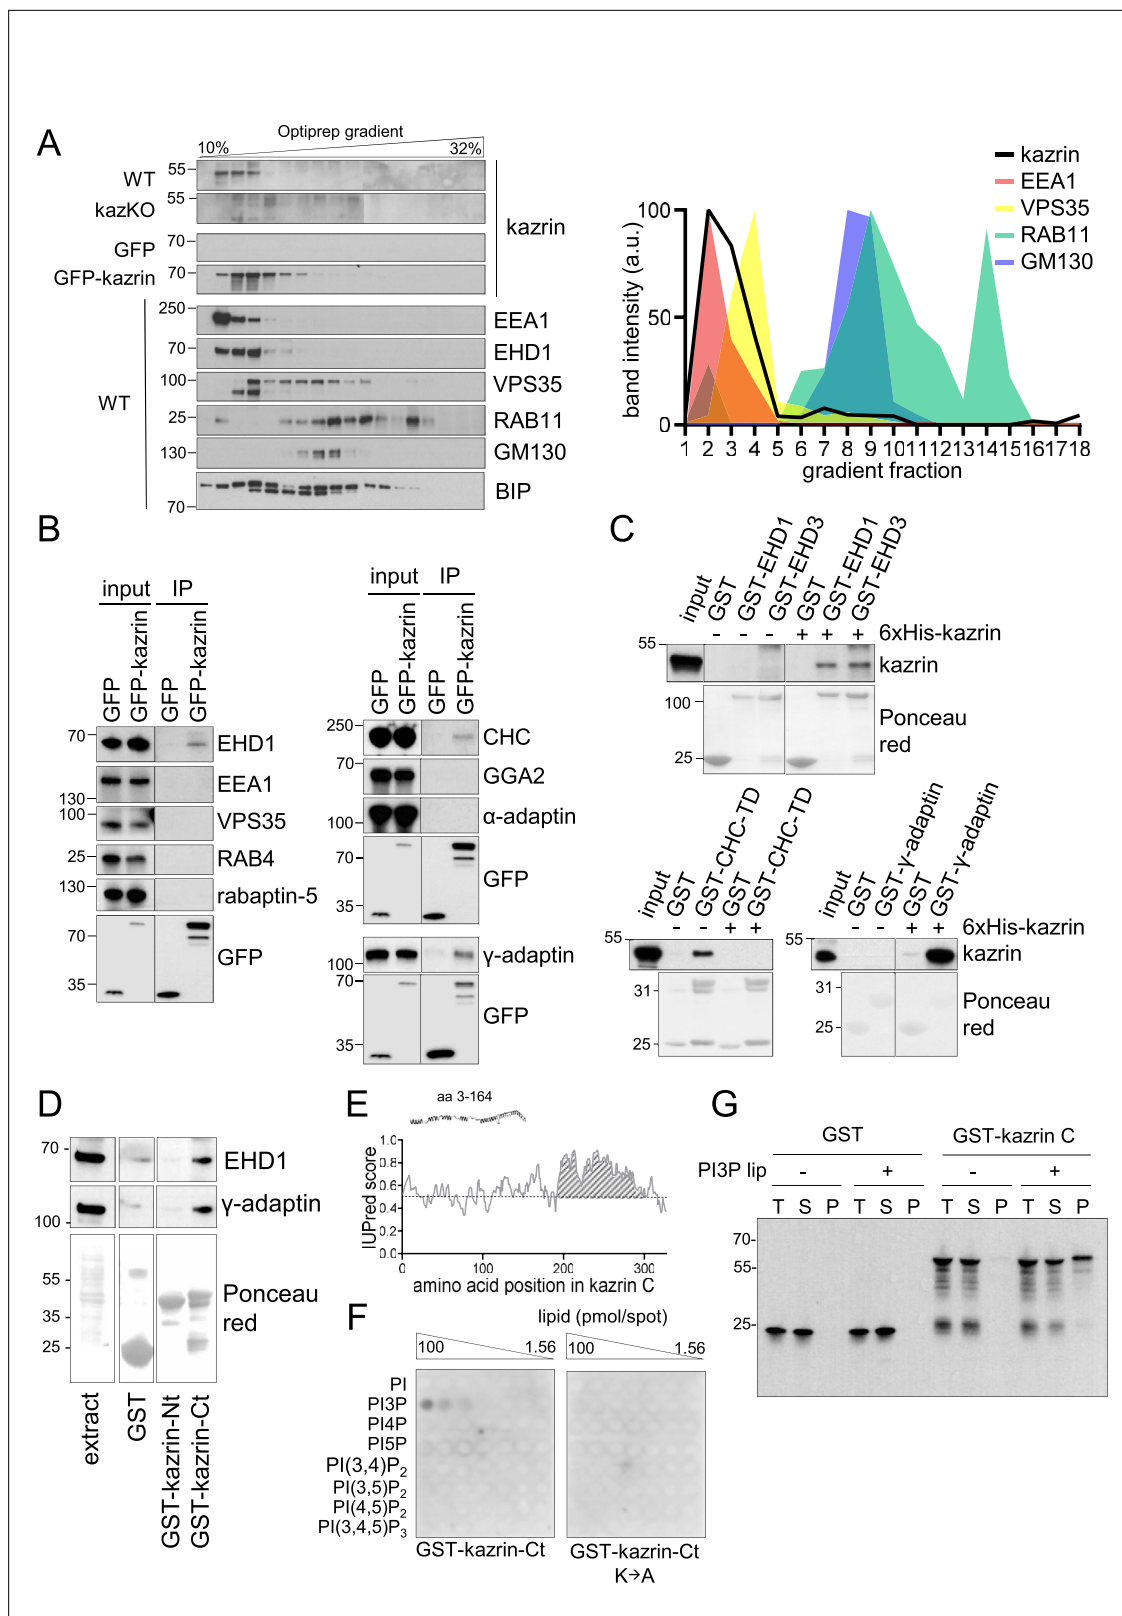 A
Optiprep gradient
10%
32%
WT
55
kazKO
55
GFP
70
GFP-kazrin
70
kazrin
WT
250
EEA1
70
EHD1
100
VPS35
25
RAB11
130
GM130
70
BIP
kazrin
EEA1
VPS35
RAB11
GM130
band intensity (a.u.)
100
50
0
1 2 3 4 5 6 7 8 9 10 11 12 13 14 15 16 17 18
gradient fraction
B
input IP
GFP GFP-kazrin GFP GFP-kazrin
70 EHD1
130 EEA1
100 VPS35
25 RAB4
130 rabaptin-5
70
35
GFP
input IP
GFP GFP-kazrin GFP GFP-kazrin
250 CHC
70 GGA2
100 α-adaptin
70
35
GFP
100 γ-adaptin
70
35
GFP
C
input GST GST-EHD1 GST-EHD3 GST GST-EHD1 GST-EHD3
- - - + + + 6xHis-kazrin
55 kazrin
100
25
Ponceau
red
input GST GST-CHC-TD GST GST-CHC-TD
- - + +
55
31
25
input GST GST-γ-adaptin GST GST-γ-adaptin
- - + + 6xHis-kazrin
55 kazrin
31
25
Ponceau
red
D
70 EHD1
100 γ-adaptin
55
35
25
Ponceau
red
extract GST GST-kazrin-Nt GST-kazrin-Ct
E
aa 3-164
IUPred score
1.0
0.8
0.6
0.4
0.2
0.0
0 100 200 300
amino acid position in kazrin C
F
lipid (pmol/spot)
100 1.56 100 1.56
PI
PI3P
PI4P
PI5P
PI(3,4)P2
PI(3,5)P2
PI(4,5)P2
PI(3,4,5)P3
GST-kazrin-Ct
GST-kazrin-Ct
K→A
G
GST GST-kazrin C
PI3P lip - + - +
T S P T S P T S P T S P
70
55
25